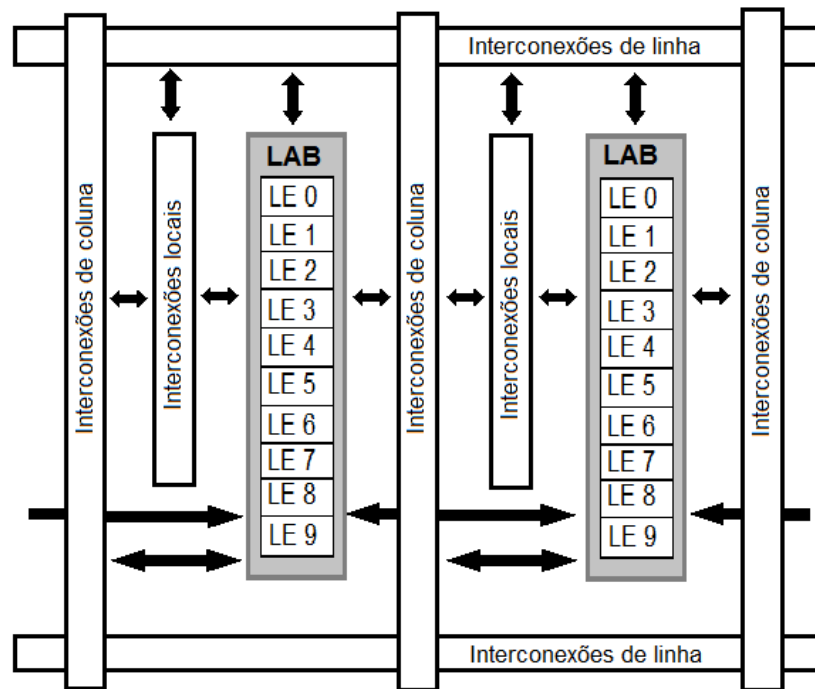 Interconexões de linha
Interconexões de coluna
Interconexões locais
LAB
LE 0
LE 1
LE 2
LE 3
LE 4
LE 5
LE 6
LE 7
LE 8
LE 9
Interconexões de coluna
Interconexões locais
LAB
LE 0
LE 1
LE 2
LE 3
LE 4
LE 5
LE 6
LE 7
LE 8
LE 9
Interconexões de coluna
Interconexões de linha